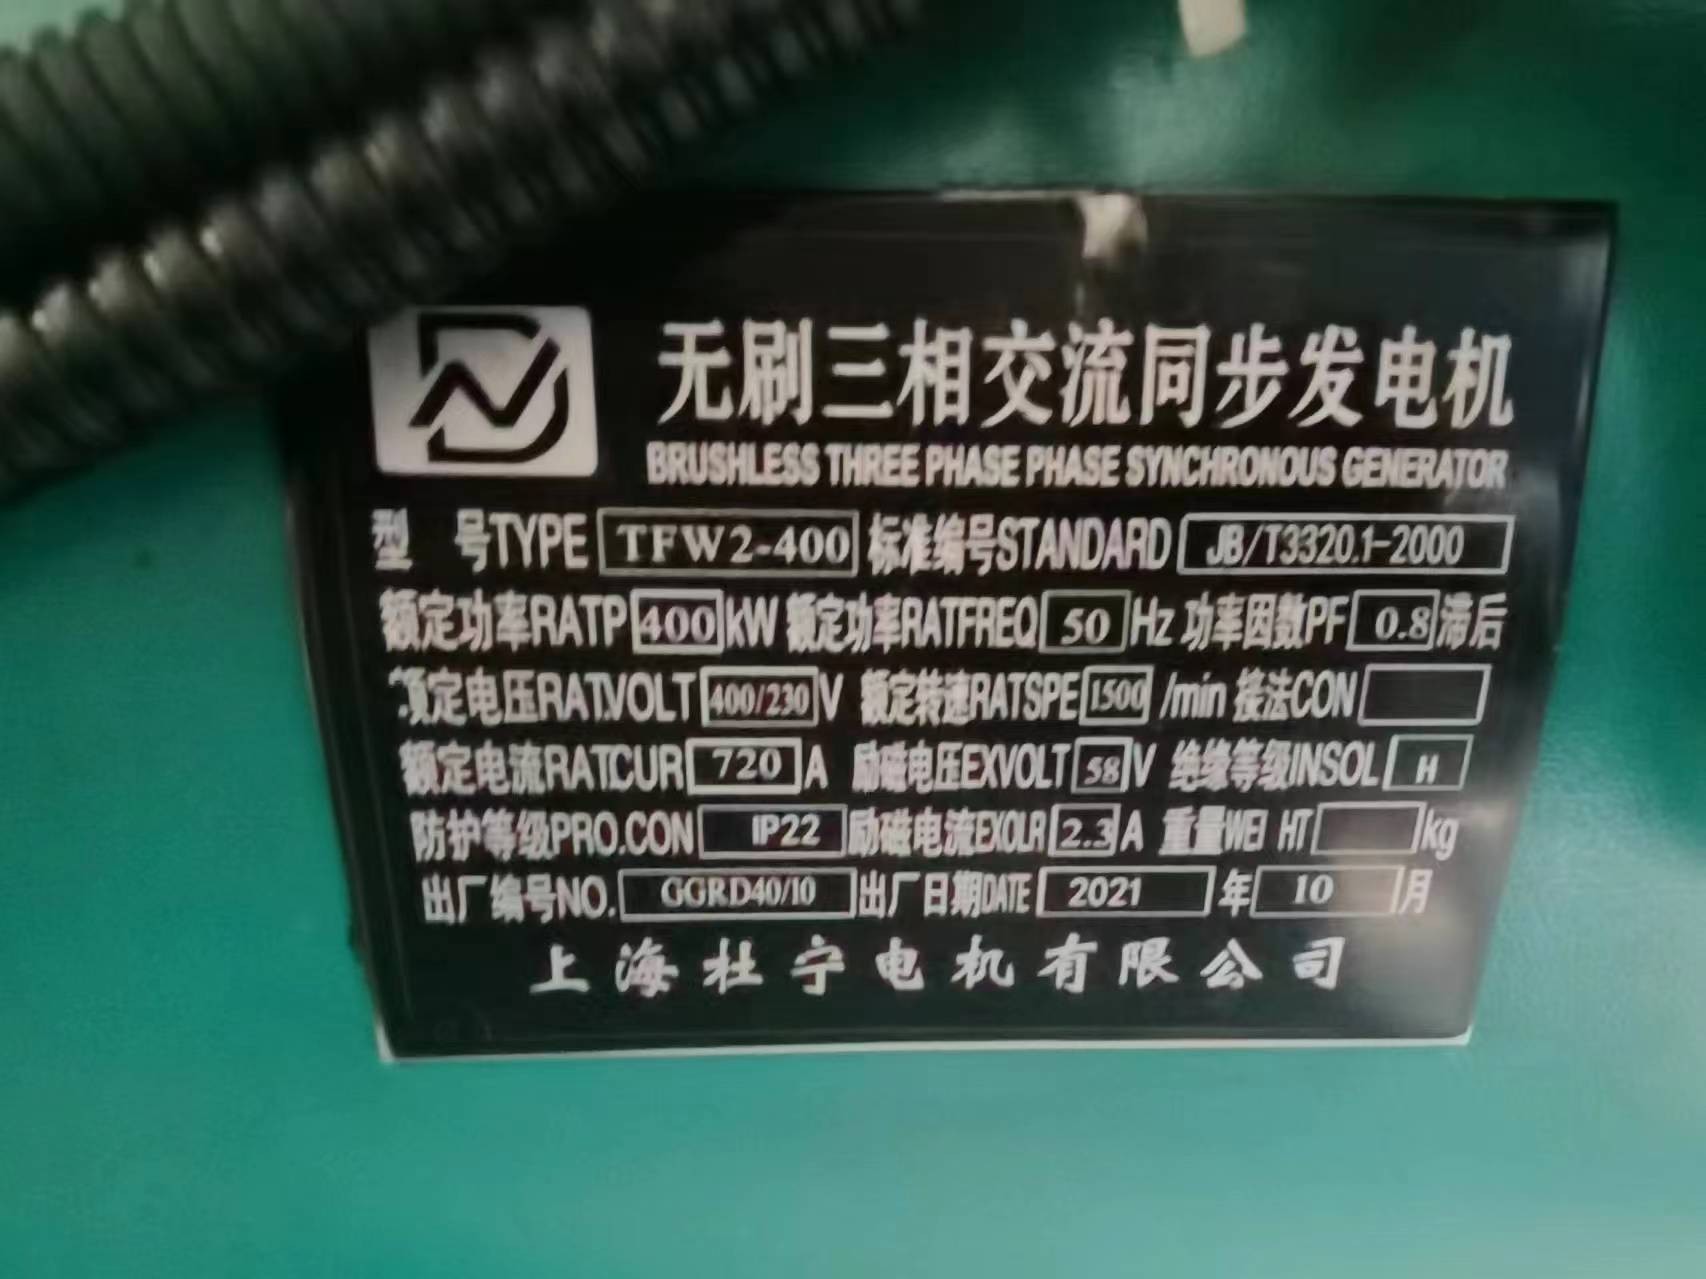 无刷三相交流同步发电机
BRUSHLESS THREE PHASE PHASE SYNCHRONOUS GENERATOR
型 号TYPE TFW2-400 标准编号STANDARD JB/T3320.1-2000
额定功率RATP 400 kW 额定功率RATFREQ 50 Hz 功率因数PF 0.8 滞后
额定电压RAT.VOLT 400/230 V 额定转速RATSPE 1500 /min 接法CON
额定电流RAT.CUR 720 A 励磁电压EXVOLT 58 V 绝缘等级INSOL H
防护等级PRO.CON IP22 励磁电流EXOLR 2.3 A 重量WEI HT kg
出厂编号NO. GGRD40/10 出厂日期DATE 2021 年 10 月
上海杜宁电机有限公司